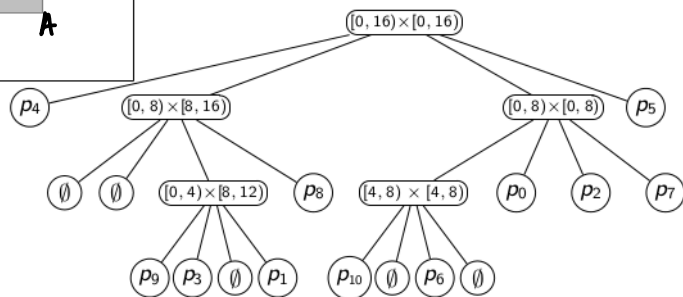 A
[0, 16)×[0, 16)
p4 [0, 8)×[8, 16) [0, 8)×[0, 8) p5
∅ ∅ [0, 4)×[8, 12) p8 [4, 8) × [4, 8) p0 p2 p7
p9 p3 ∅ p1 p10 ∅ p6 ∅